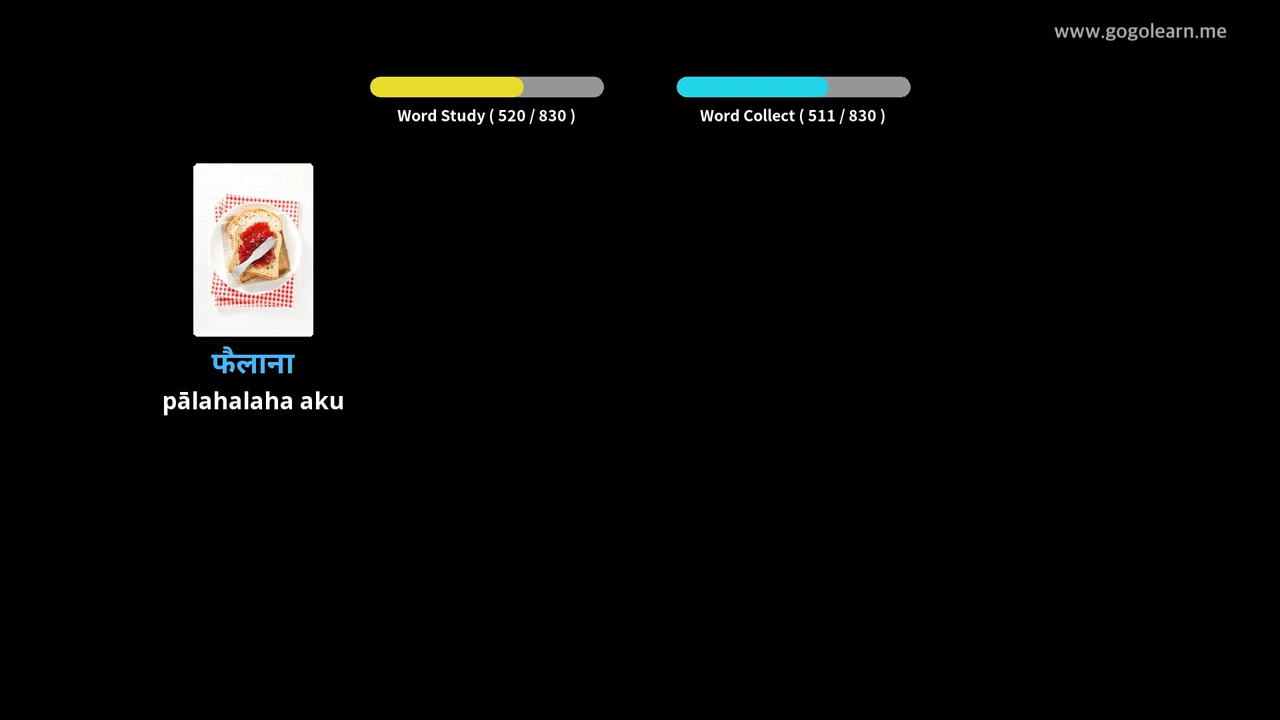 www.gogolearn.me
Word Study ( 520 / 830 )
Word Collect ( 511 / 830 )
फैलाना
pālahalaha aku